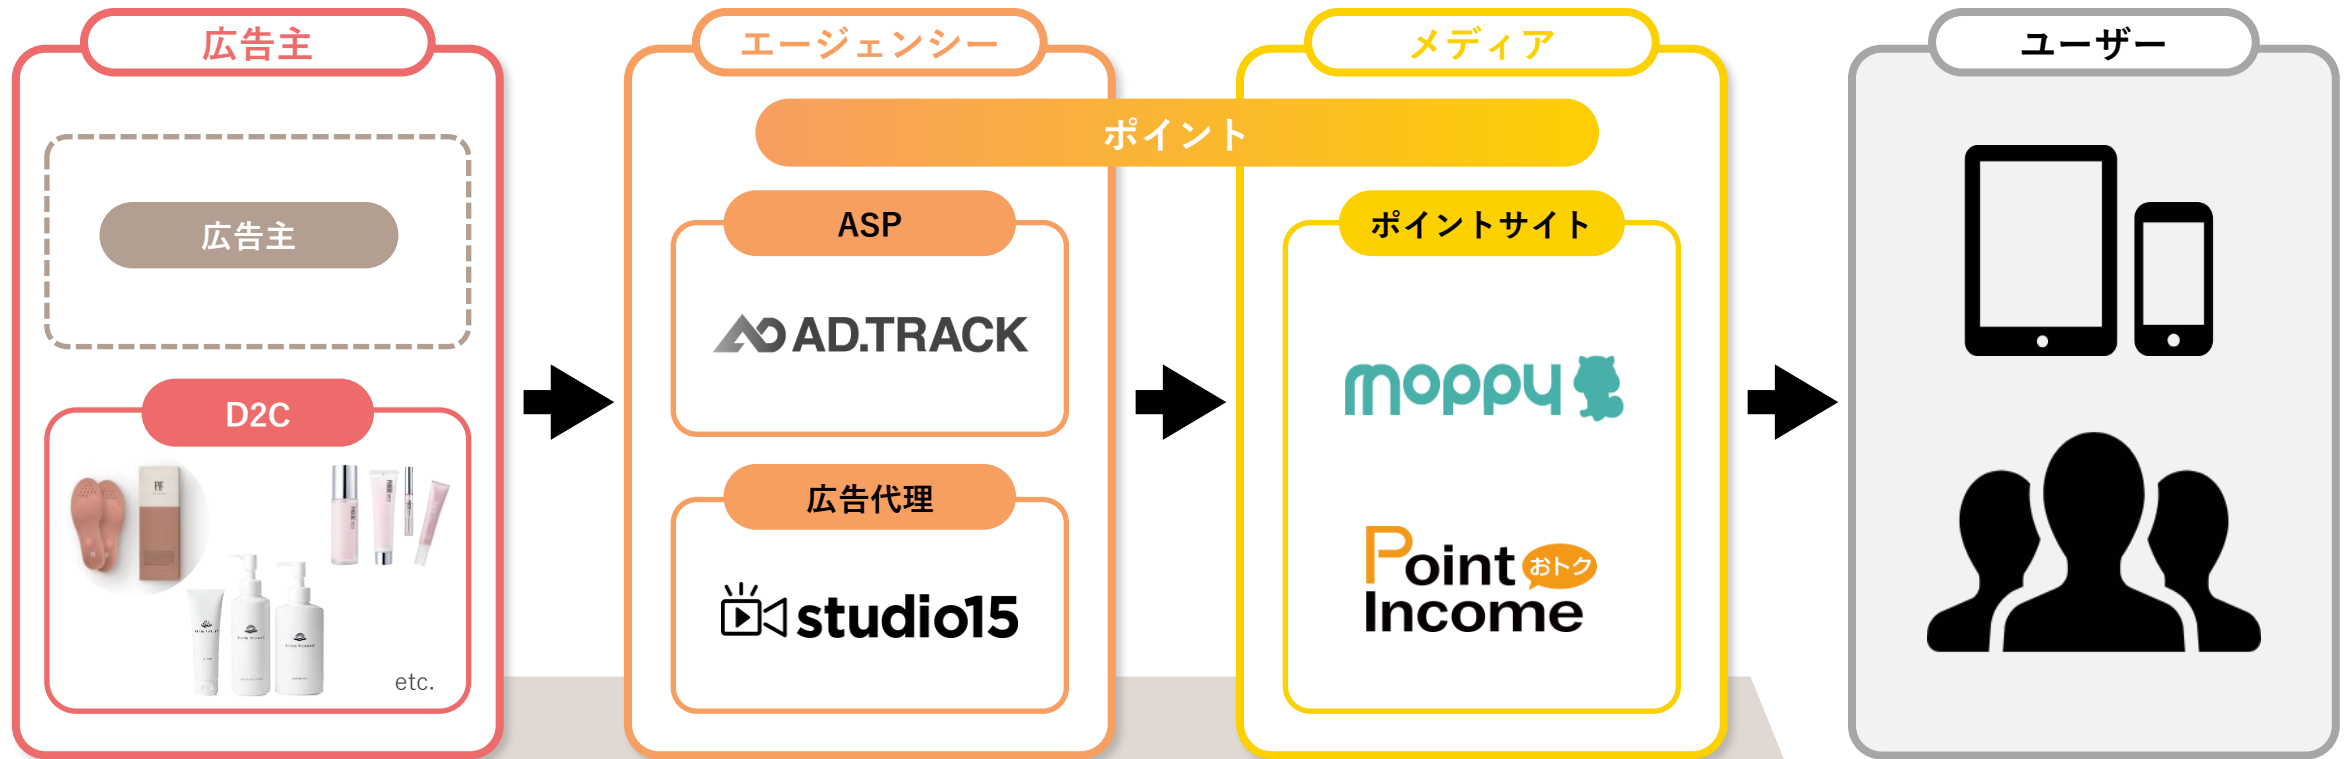 広告主
広告主
D2C
etc.
エージェンシー
ポイント
ASP
AD.TRACK
広告代理
studio15
メディア
ポイントサイト
moppy
Point おトク
Income
ユーザー